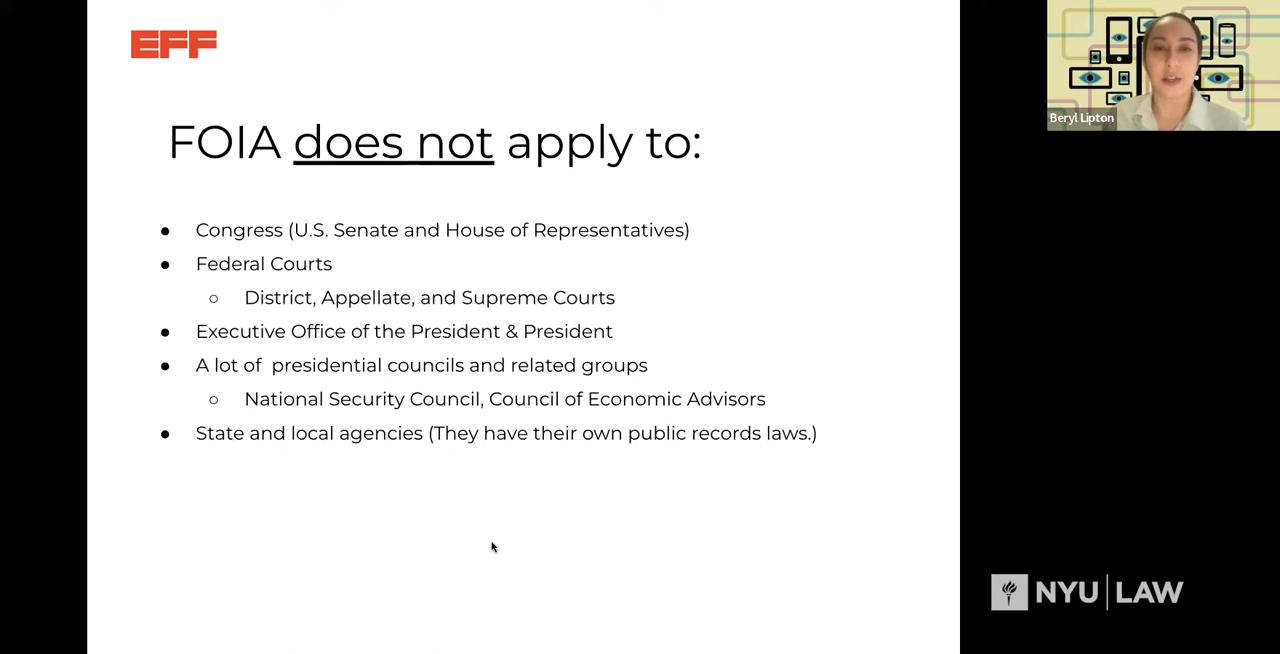 EFF
FOIA does not apply to:
● Congress (U.S. Senate and House of Representatives)
● Federal Courts
○ District, Appellate, and Supreme Courts
● Executive Office of the President & President
● A lot of  presidential councils and related groups
○ National Security Council, Council of Economic Advisors
● State and local agencies (They have their own public records laws.)
Beryl Lipton
NYU | LAW